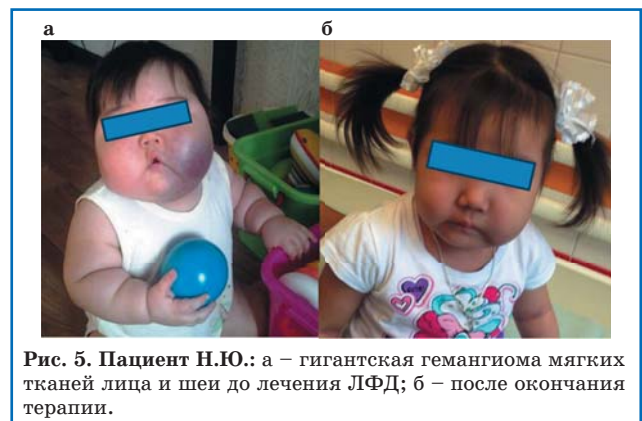 а б
Рис. 5. Пациент Н.Ю.: а – гигантская гемангиома мягких
тканей лица и шеи до лечения ЛФД; б – после окончания
терапии.